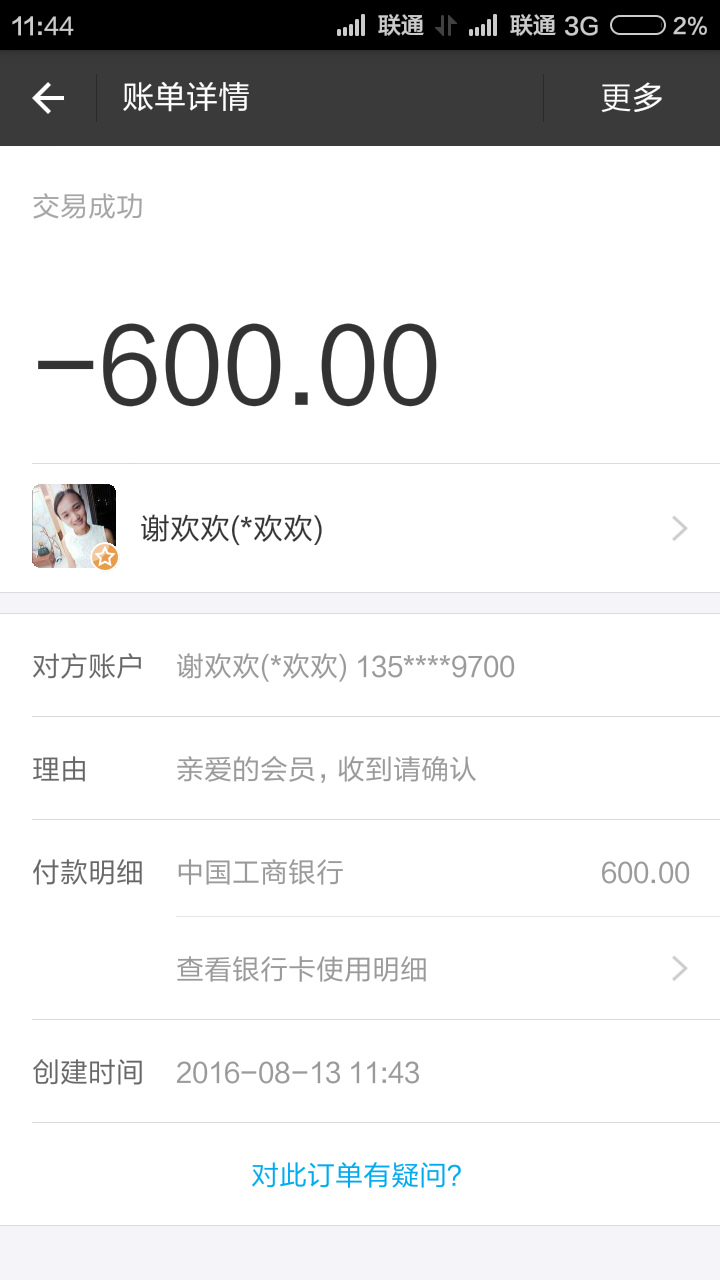 11:44 联通 联通 3G 2%
账单详情 更多
交易成功
-600.00
谢欢欢(*欢欢)
对方账户 谢欢欢(*欢欢) 135****9700
理由 亲爱的会员，收到请确认
付款明细 中国工商银行 600.00
查看银行卡使用明细
创建时间 2016-08-13 11:43
对此订单有疑问?